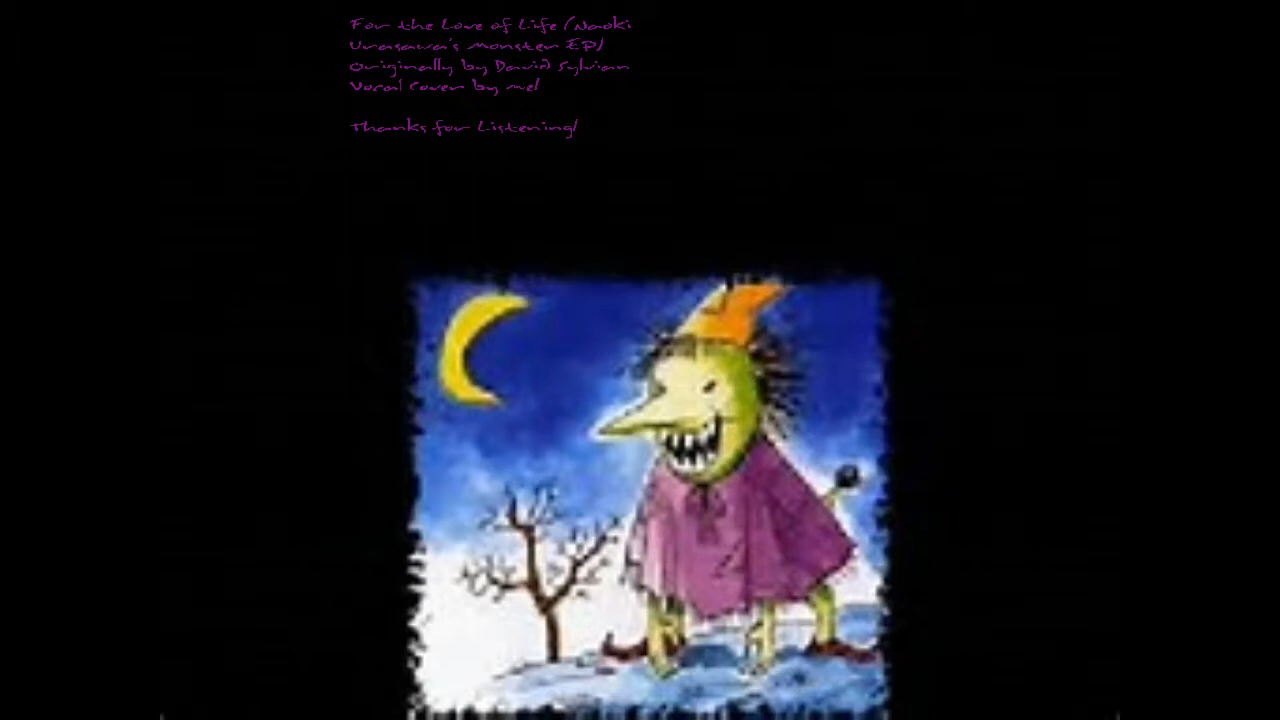 For the Love of Life (Naoki
Urasawa's Monster EP)
Originally by David Sylvian
Vocal Cover by me!
Thanks for Listening!